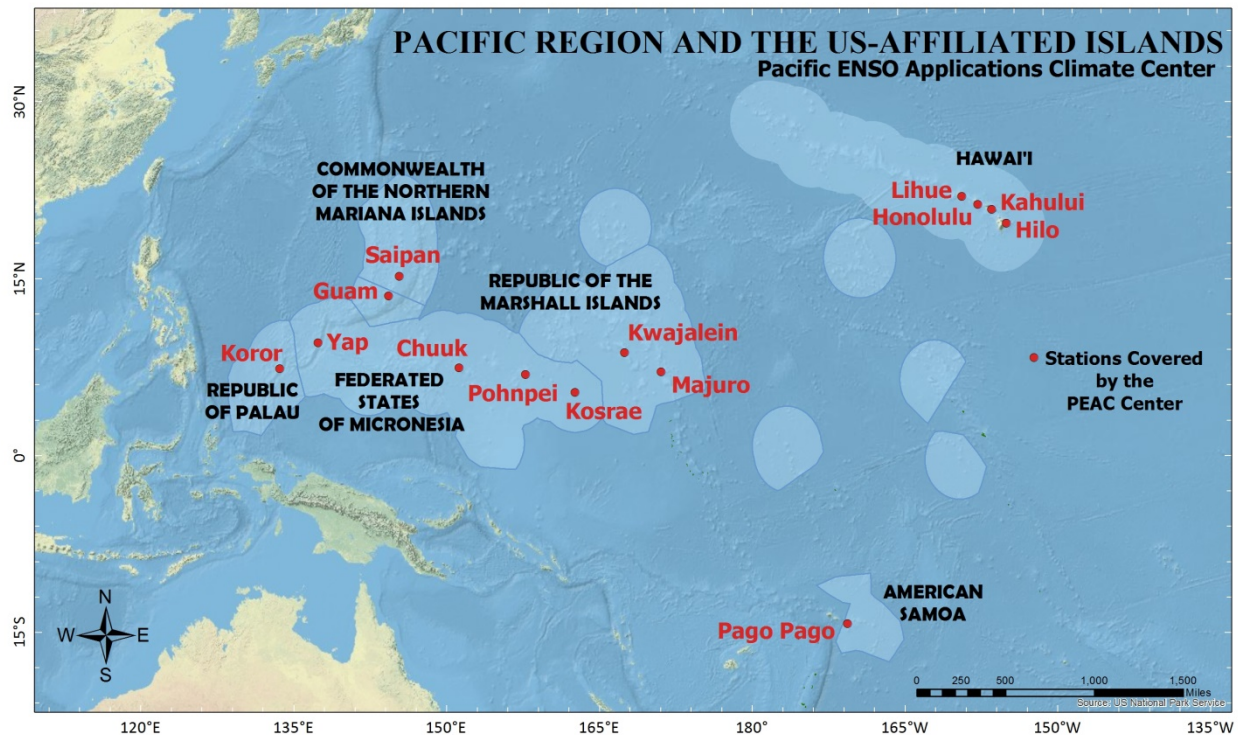 PACIFIC REGION AND THE US-AFFILIATED ISLANDS
Pacific ENSO Applications Climate Center
30°N
15°N
0°
15°S
COMMONWEALTH
OF THE NORTHERN
MARIANA ISLANDS
HAWAI'I
Lihue
Kahului
Honolulu
Hilo
Saipan
Guam
REPUBLIC OF THE
MARSHALL ISLANDS
Kwajalein
Majuro
Koror
Yap
Chuuk
Pohnpei
Kosrae
REPUBLIC
OF PALAU
FEDERATED
STATES
OF MICRONESIA
Stations Covered
by the
PEAC Center
AMERICAN
SAMOA
Pago Pago
N
W
E
S
0 250 500 1,000 1,500
Miles
Source: US National Park Service
120°E 135°E 150°E 165°E 180° 165°W 150°W 135°W